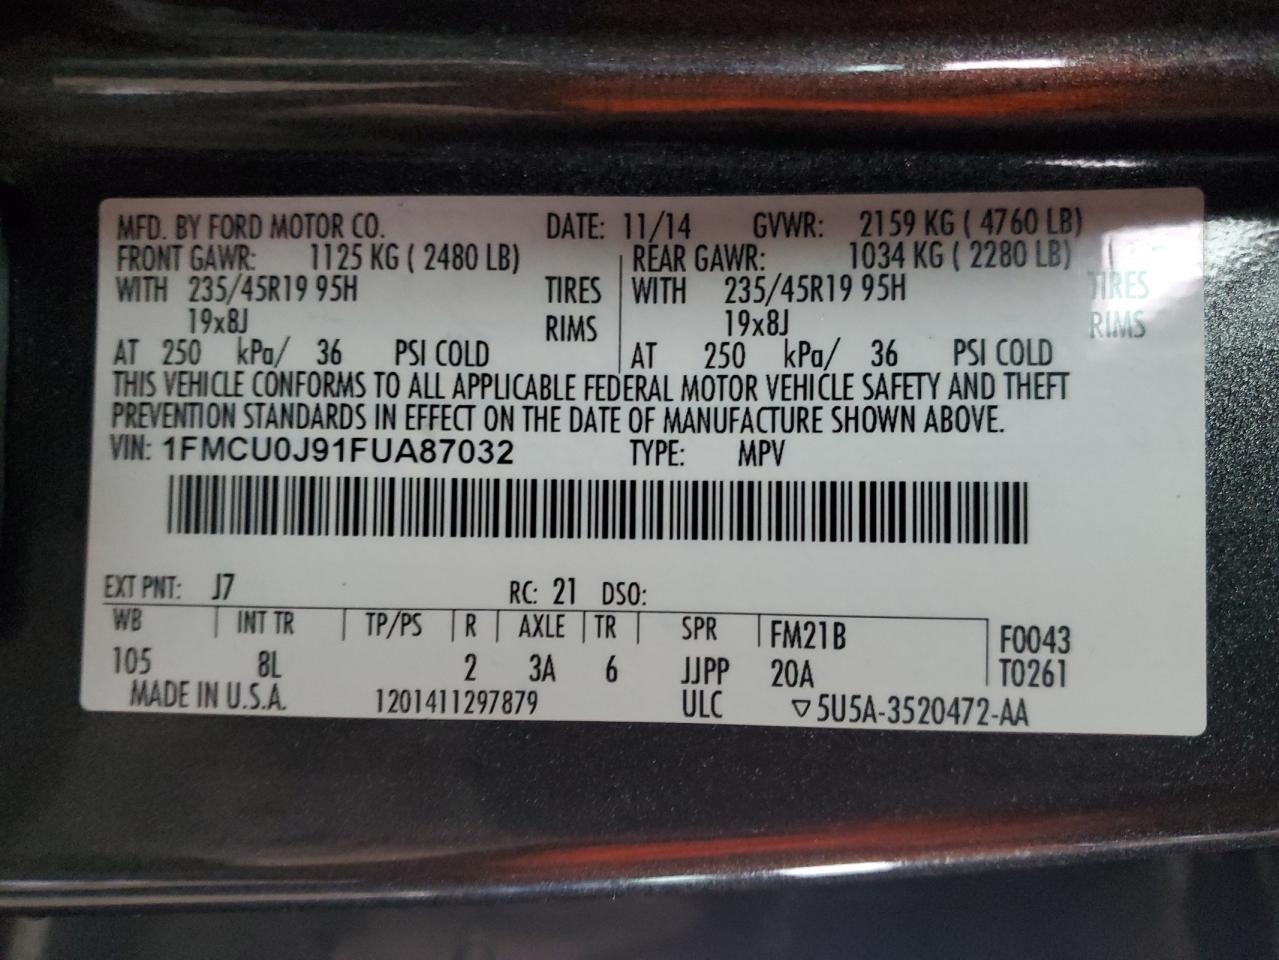 MFD. BY FORD MOTOR CO. DATE: 11/14 GVWR: 2159 KG ( 4760 LB)
FRONT GAWR: 1125 KG ( 2480 LB) REAR GAWR: 1034 KG ( 2280 LB)
WITH 235/45R19 95H TIRES WITH 235/45R19 95H TIRES
19x8J RIMS 19x8J RIMS
AT 250 kPa/ 36 PSI COLD AT 250 kPa/ 36 PSI COLD
THIS VEHICLE CONFORMS TO ALL APPLICABLE FEDERAL MOTOR VEHICLE SAFETY AND THEFT
PREVENTION STANDARDS IN EFFECT ON THE DATE OF MANUFACTURE SHOWN ABOVE.
VIN: 1FMCU0J91FUA87032 TYPE: MPV
EXT PNT: J7 RC: 21 DSO:
WB INT TR TP/PS R AXLE TR SPR FM21B F0043
105 8L 2 3A 6 JJPP 20A T0261
MADE IN U.S.A. 1201411297879 ULC ▽5U5A-3520472-AA